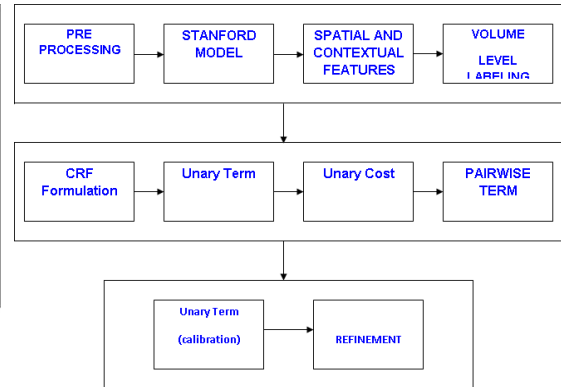 PRE
PROCESSING
STANFORD
MODEL
SPATIAL AND
CONTEXTUAL
FEATURES
VOLUME
LEVEL
LABELING
CRF
Formulation
Unary Term
Unary Cost
PAIRWISE
TERM
Unary Term
(calibration)
REFINEMENT